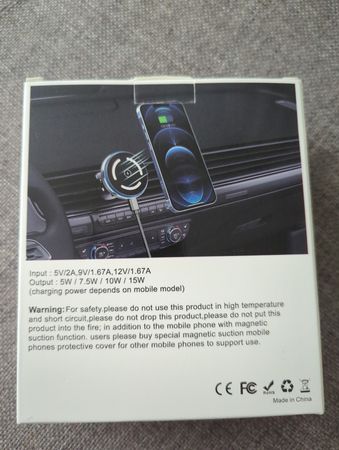 Input : 5V/2A,9V/1.67A,12V/1.67A
Output : 5W / 7.5W / 10W / 15W
(charging power depends on mobile model)
Warning:For safety,please do not use this product in high temperature
and short circuit,please do not drop this product,please do not put this
product into the fire; in addition to the mobile phone with magnetic
suction function. users please buy special magnetic suction mobile
phones protective cover for other mobile phones to support use.
CE FC RoHS
Made in China